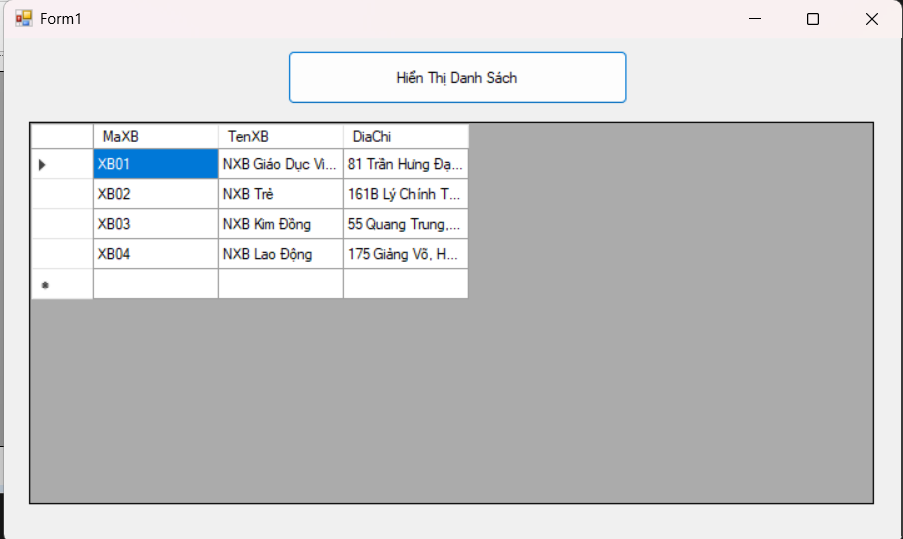 Form1
Hiển Thị Danh Sách
MaXB TenXB DiaChi
XB01 NXB Giáo Dục Vi... 81 Trần Hưng Đạ...
XB02 NXB Trẻ 161B Lý Chính T...
XB03 NXB Kim Đồng 55 Quang Trung,...
XB04 NXB Lao Động 175 Giảng Võ, H...